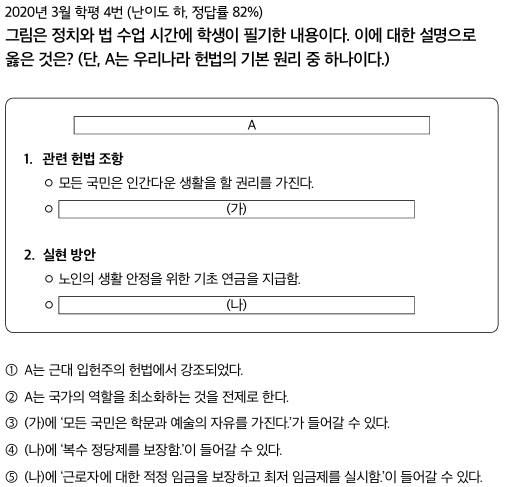 2020년 3월 학평 4번 (난이도 하, 정답률 82%)
그림은 정치와 법 수업 시간에 학생이 필기한 내용이다. 이에 대한 설명으로
옳은 것은? (단, A는 우리나라 헌법의 기본 원리 중 하나이다.)
A
1. 관련 헌법 조항
○ 모든 국민은 인간다운 생활을 할 권리를 가진다.
○ (가)
2. 실현 방안
○ 노인의 생활 안정을 위한 기초 연금을 지급함.
○ (나)
① A는 근대 입헌주의 헌법에서 강조되었다.
② A는 국가의 역할을 최소화하는 것을 전제로 한다.
③ (가)에 ‘모든 국민은 학문과 예술의 자유를 가진다.’가 들어갈 수 있다.
④ (나)에 ‘복수 정당제를 보장함.’이 들어갈 수 있다.
⑤ (나)에 ‘근로자에 대한 적정 임금을 보장하고 최저 임금제를 실시함.’이 들어갈 수 있다.